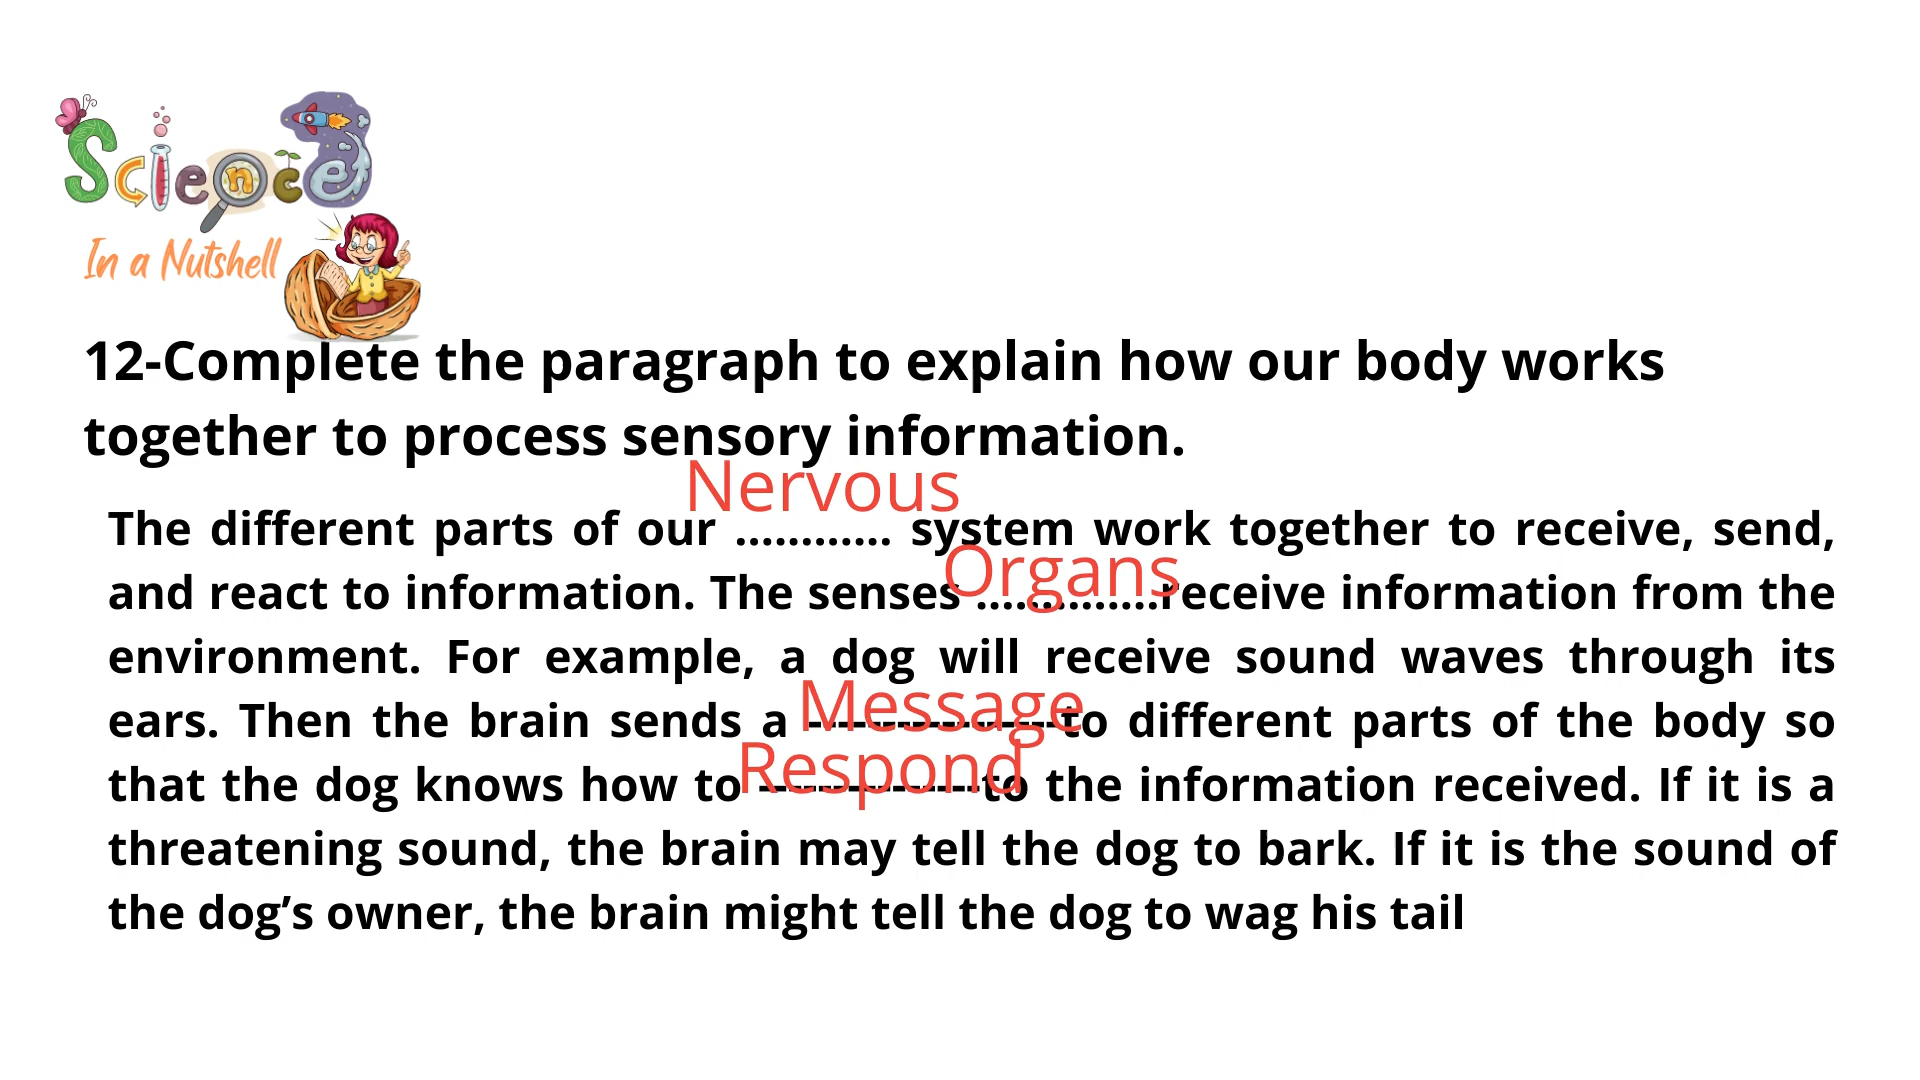 Science
In a Nutshell
12-Complete the paragraph to explain how our body works
together to process sensory information.
Nervous
The different parts of our ............ system work together to receive, send,
Organs
and react to information. The senses ..............receive information from the
environment. For example, a dog will receive sound waves through its
Message
ears. Then the brain sends a -----------------to different parts of the body so
Respond
that the dog knows how to ---------------to the information received. If it is a
threatening sound, the brain may tell the dog to bark. If it is the sound of
the dog’s owner, the brain might tell the dog to wag his tail